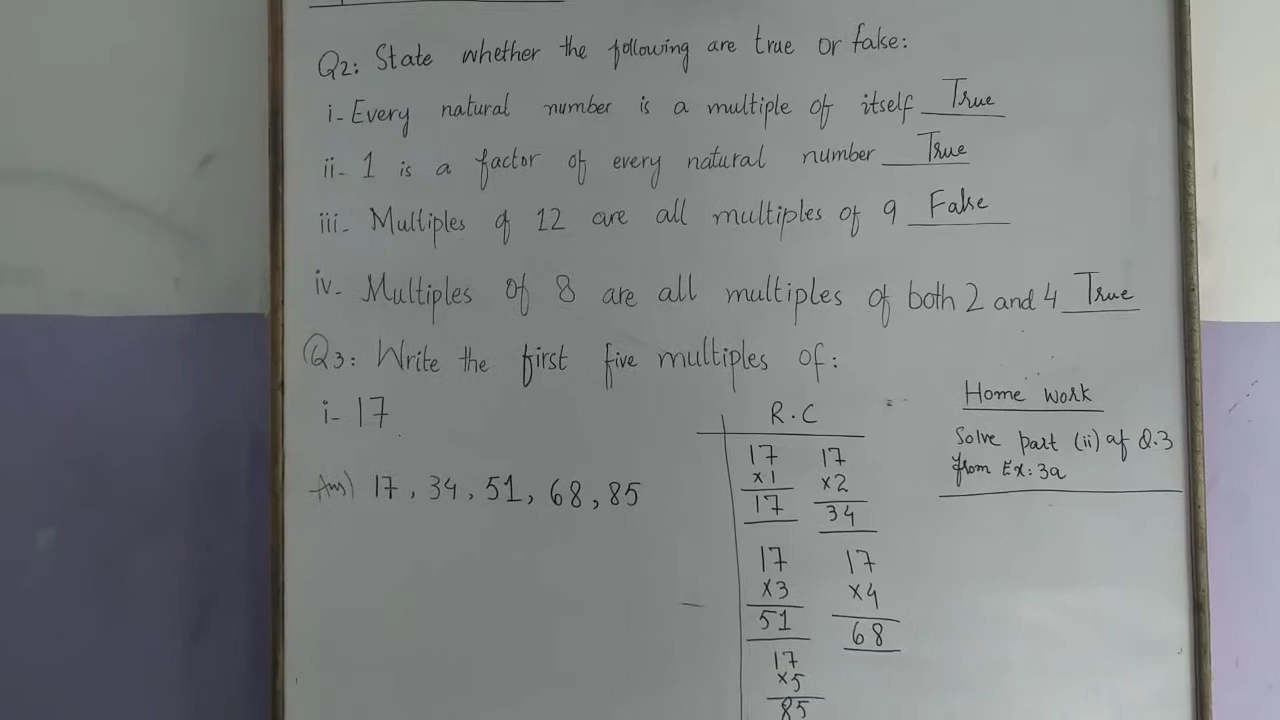 Q2: State whether the following are true or false:
i- Every natural number is a multiple of itself True
ii- 1 is a factor of every natural number True
iii- Multiples of 12 are all multiples of 9 False
iv- Multiples of 8 are all multiples of both 2 and 4 True
Q3: Write the first five multiples of:
i- 17
Ans) 17, 34, 51, 68, 85
R.C
17 17
x1 x2
17 34
17 17
x3 x4
51 68
17
x5
85
Home work
Solve part (ii) of Q.3
from Ex: 3a